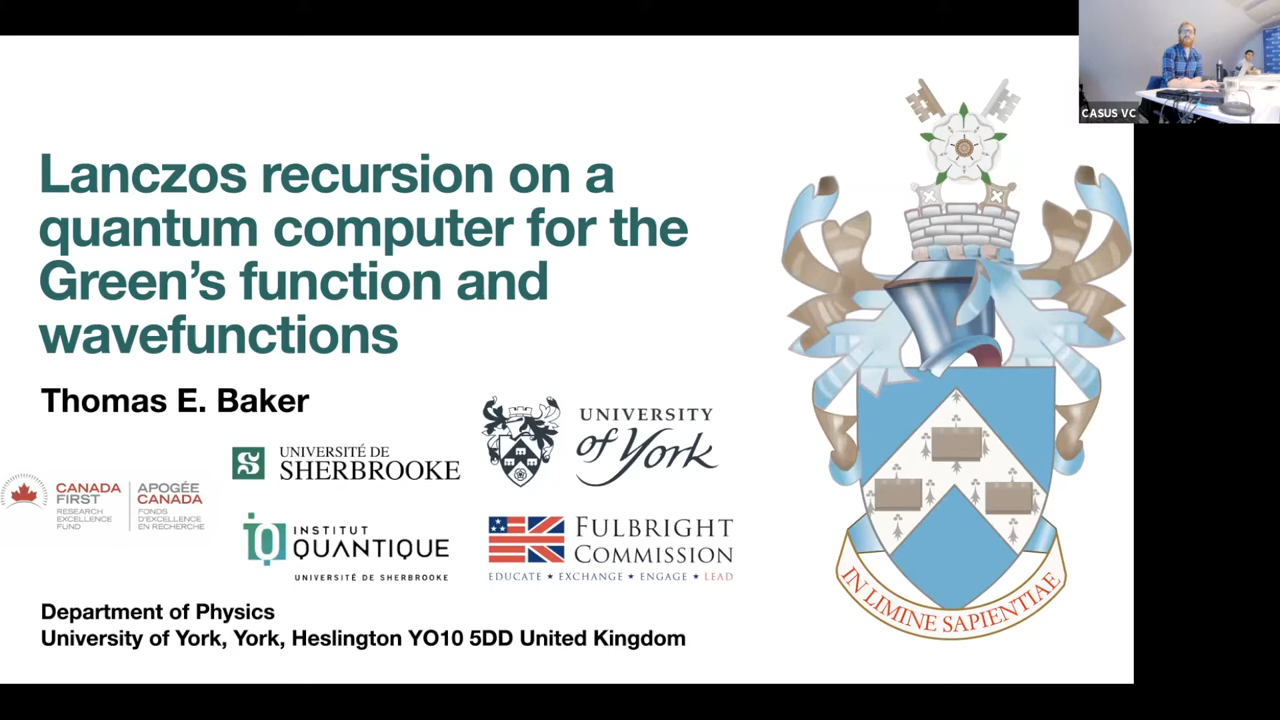 CASUS VC
Lanczos recursion on a
quantum computer for the
Green's function and
wavefunctions
Thomas E. Baker
UNIVERSITÉ DE
SHERBROOKE
UNIVERSITY
of York
CANADA
FIRST
RESEARCH
EXCELLENCE
FUND
APOGÉE
CANADA
FONDS
D'EXCELLENCE
EN RECHERCHE
INSTITUT
QUANTIQUE
UNIVERSITÉ DE SHERBROOKE
FULBRIGHT
COMMISSION
EDUCATE ★ EXCHANGE ★ ENGAGE ★ LEAD
Department of Physics
University of York, York, Heslington YO10 5DD United Kingdom
IN LIMINE SAPIENTIAE